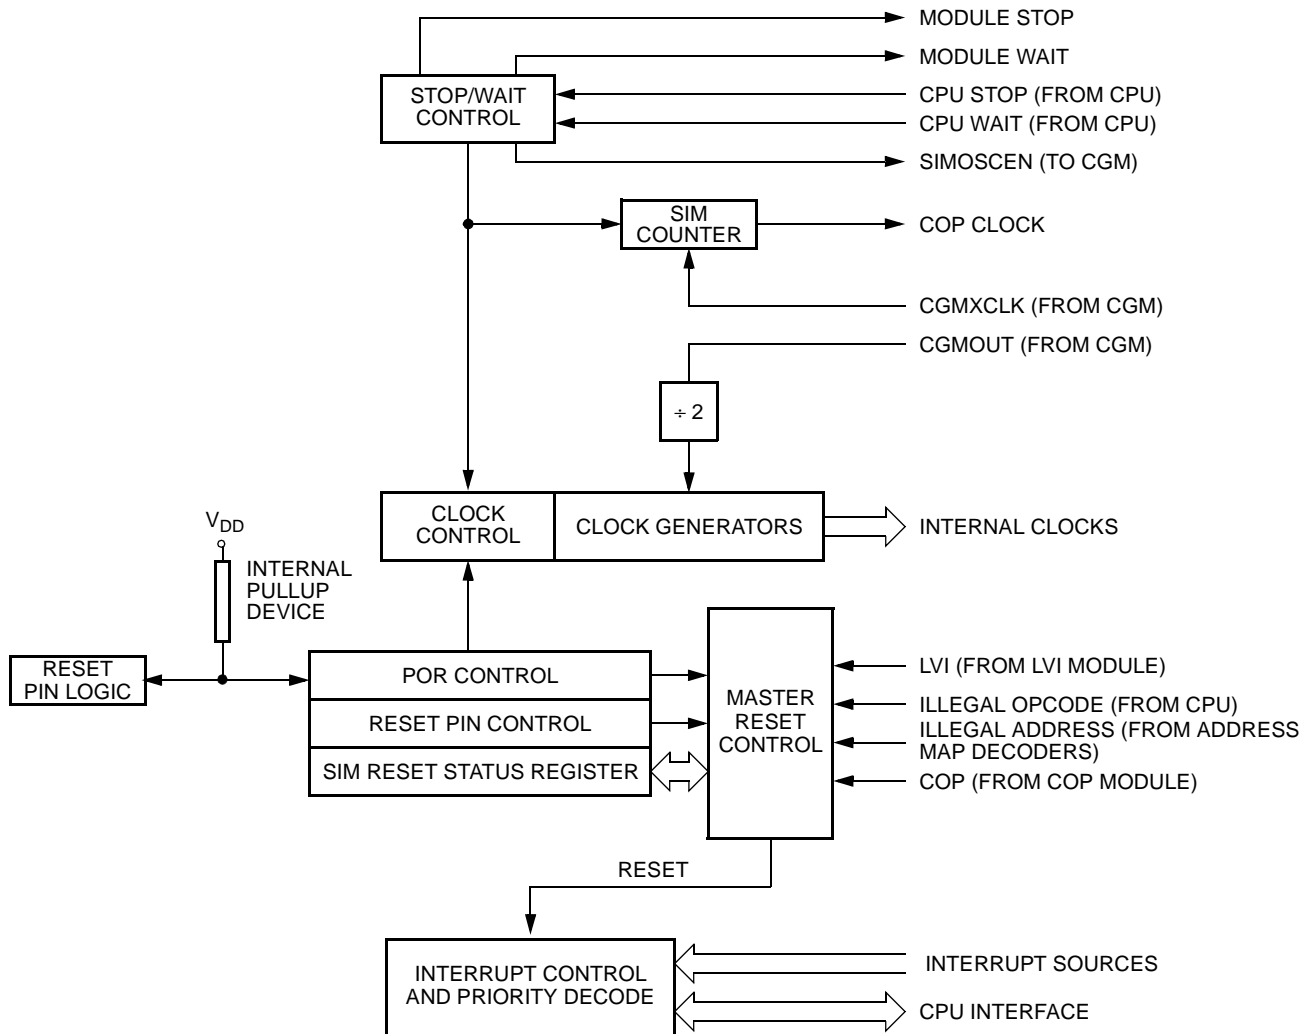 MODULE STOP
MODULE WAIT
STOP/WAIT
CONTROL
CPU STOP (FROM CPU)
CPU WAIT (FROM CPU)
SIMOSCEN (TO CGM)
SIM
COUNTER
COP CLOCK
CGMXCLK (FROM CGM)
CGMOUT (FROM CGM)
÷ 2
CLOCK
CONTROL
CLOCK GENERATORS
INTERNAL CLOCKS
VDD
INTERNAL
PULLUP
DEVICE
RESET
PIN LOGIC
POR CONTROL
RESET PIN CONTROL
SIM RESET STATUS REGISTER
MASTER
RESET
CONTROL
LVI (FROM LVI MODULE)
ILLEGAL OPCODE (FROM CPU)
ILLEGAL ADDRESS (FROM ADDRESS
MAP DECODERS)
COP (FROM COP MODULE)
RESET
INTERRUPT CONTROL
AND PRIORITY DECODE
INTERRUPT SOURCES
CPU INTERFACE